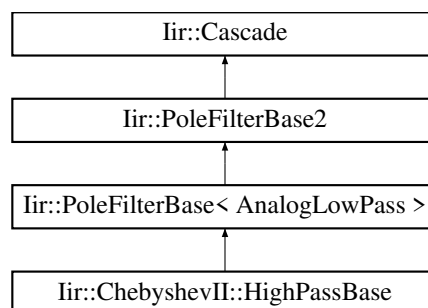 Iir::Cascade
Iir::PoleFilterBase2
Iir::PoleFilterBase< AnalogLowPass >
Iir::ChebyshevII::HighPassBase